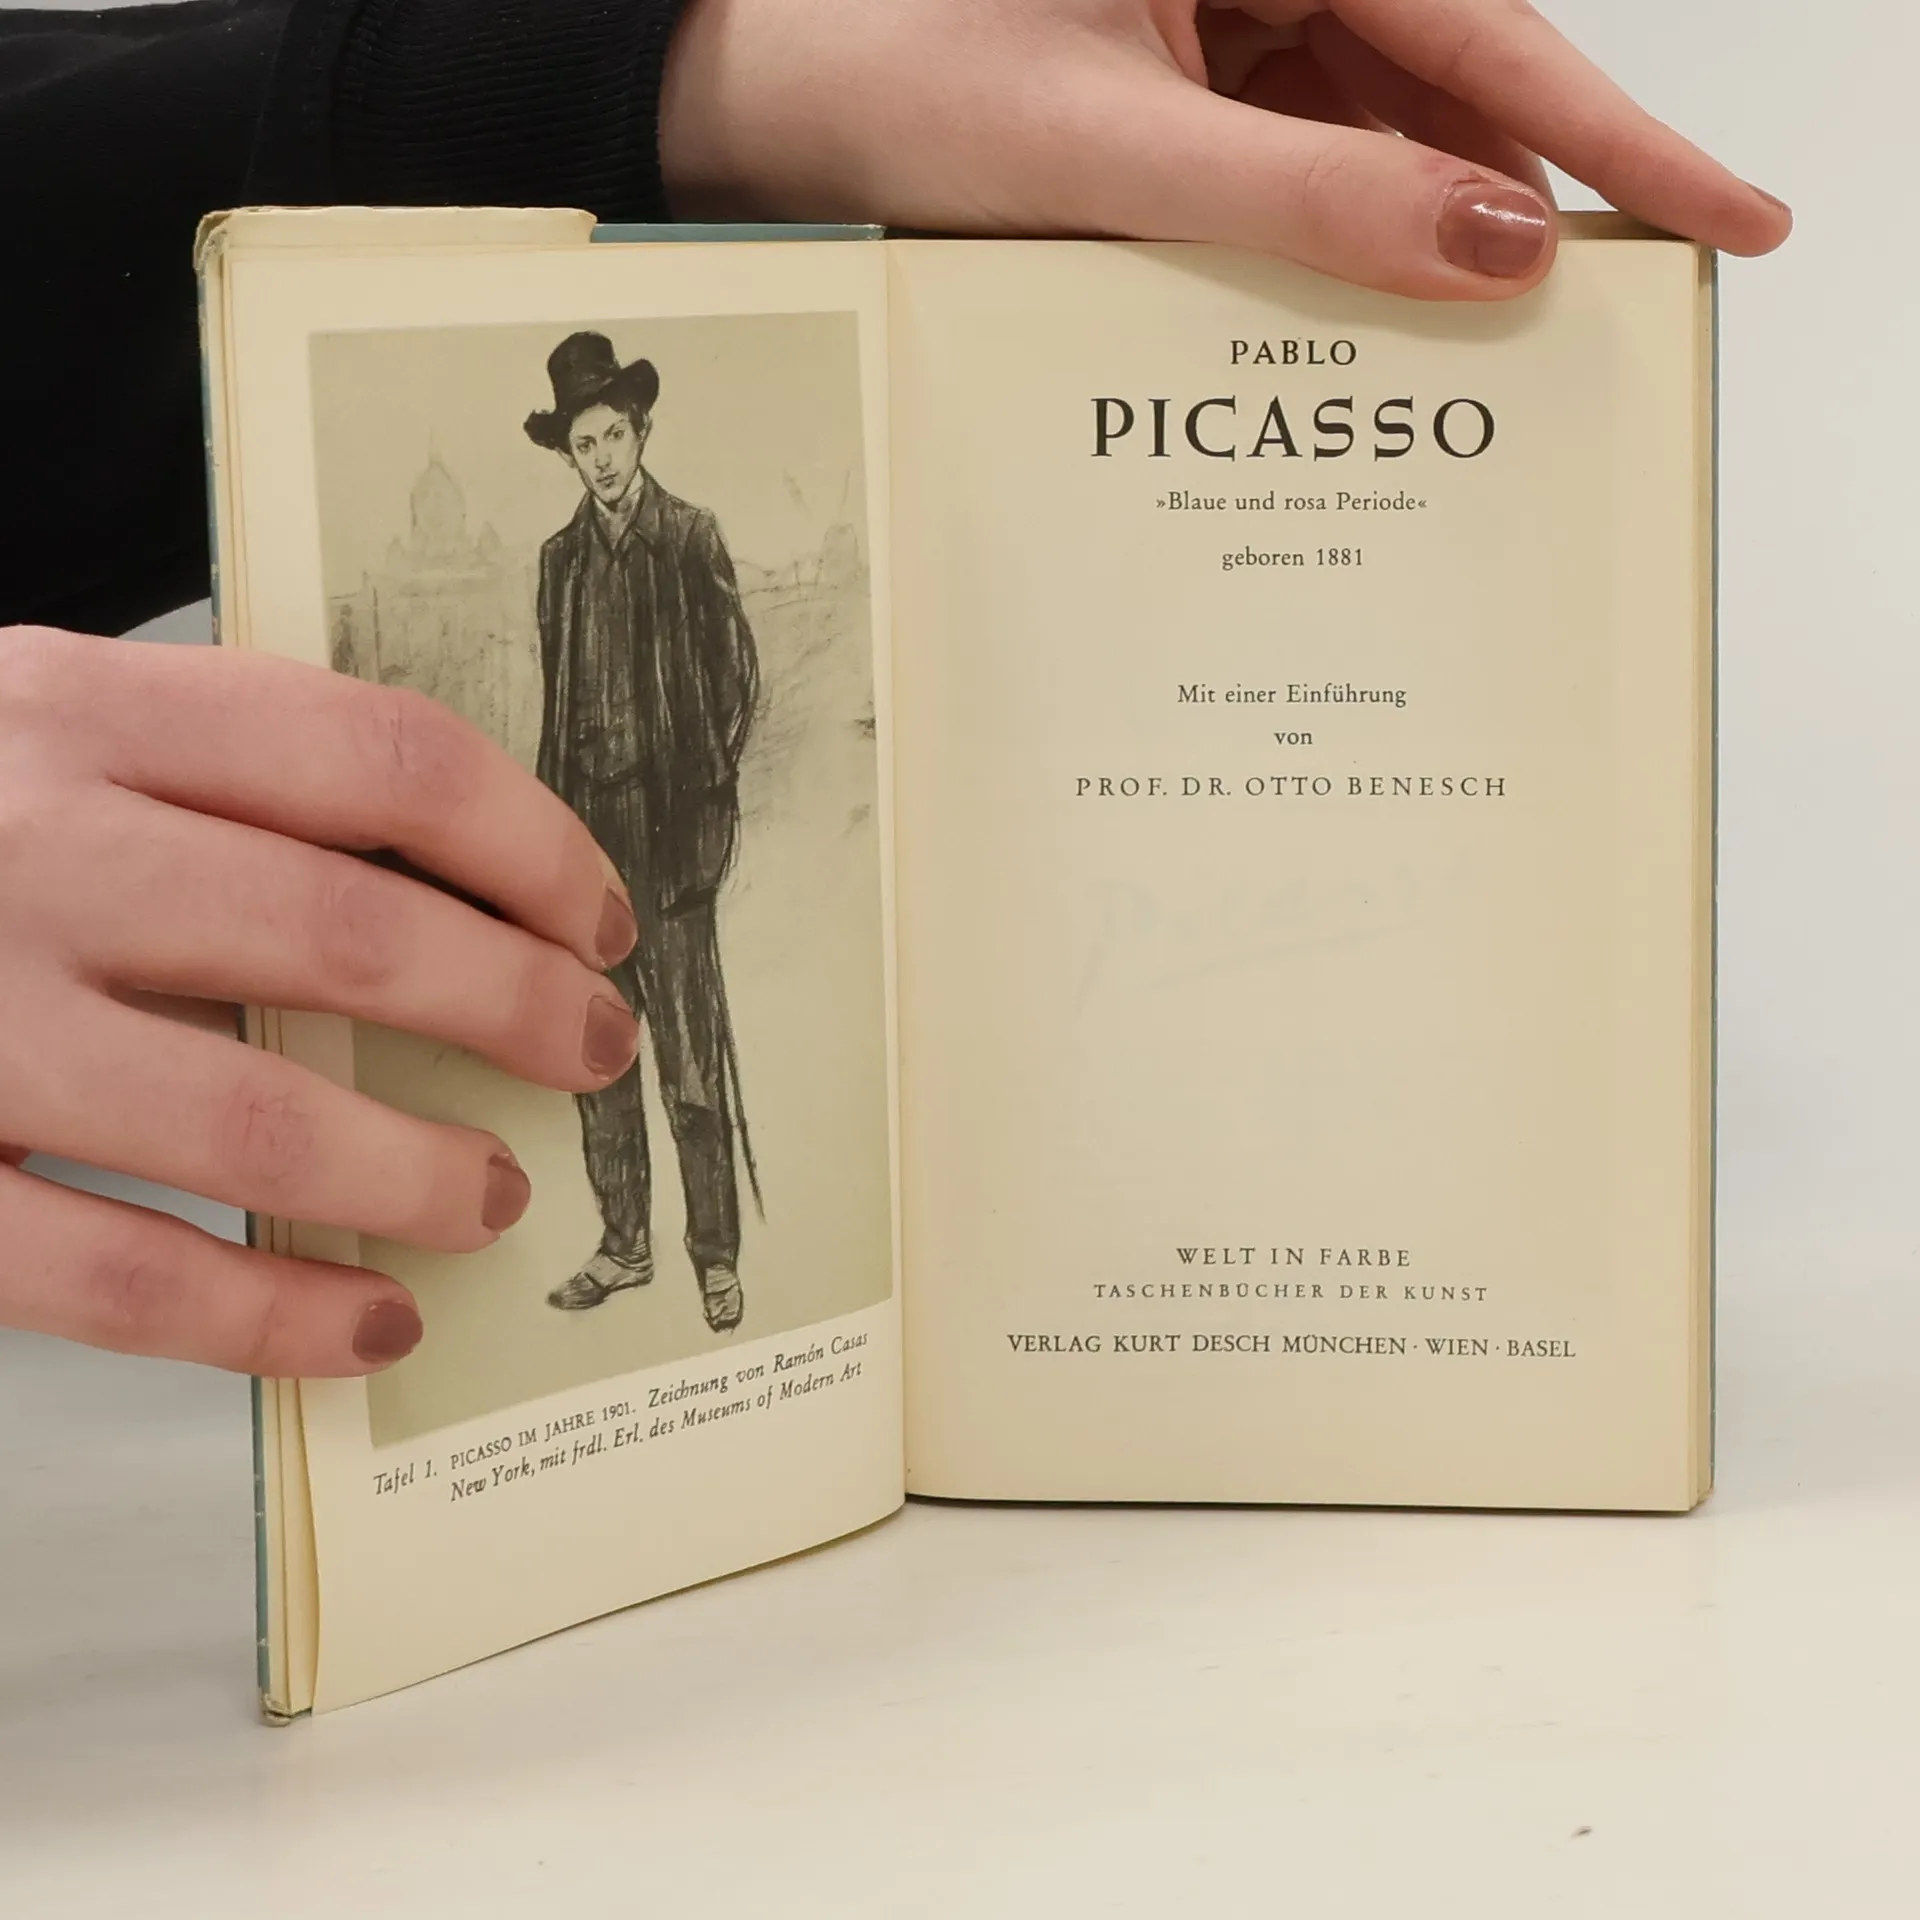 Tafel 1. PICASSO IM JAHRE 1901. Zeichnung von Ramón Casas
New York, mit frdl. Erl. des Museums of Modern Art
PABLO
PICASSO
»Blaue und rosa Periode«
geboren 1881
Mit einer Einführung
von
PROF. DR. OTTO BENESCH
WELT IN FARBE
TASCHENBÜCHER DER KUNST
VERLAG KURT DESCH MÜNCHEN · WIEN · BASEL